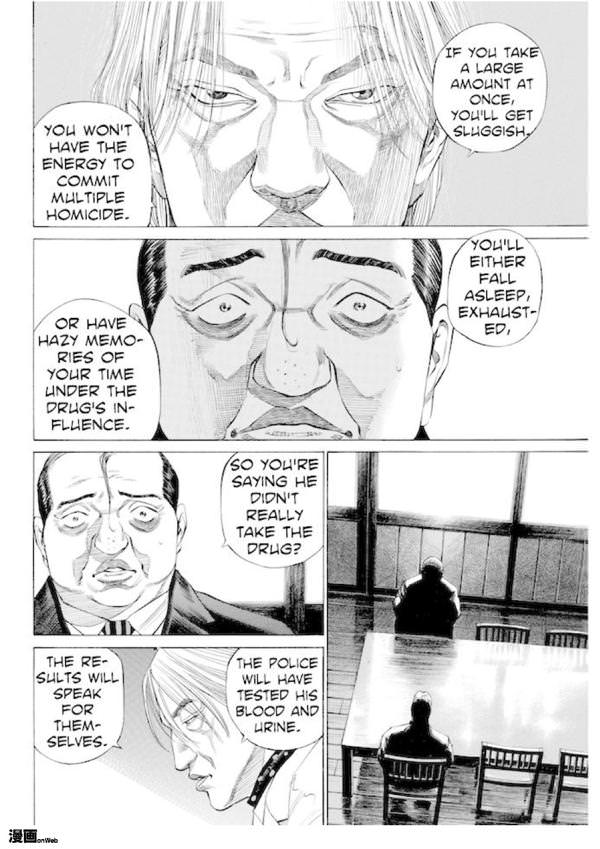 IF YOU TAKE
A LARGE
AMOUNT AT
ONCE,
YOU'LL GET
SLUGGISH.
YOU WON'T
HAVE THE
ENERGY TO
COMMIT
MULTIPLE
HOMICIDE.
YOU'LL
EITHER
FALL
ASLEEP,
EXHAUST-
ED,
OR HAVE
HAZY MEMO-
RIES OF
YOUR TIME
UNDER THE
DRUG'S IN-
FLUENCE.
SO YOU'RE
SAYING HE
DIDN'T
REALLY
TAKE THE
DRUG?
THE POLICE
WILL HAVE
TESTED HIS
BLOOD AND
URINE.
THE RE-
SULTS WILL
SPEAK
FOR
THEM-
SELVES.
漫画onWeb